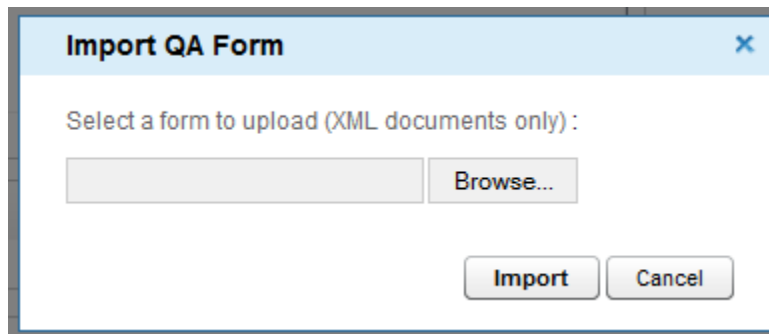 Import QA Form
Select a form to upload (XML documents only) :
Browse...
Import Cancel